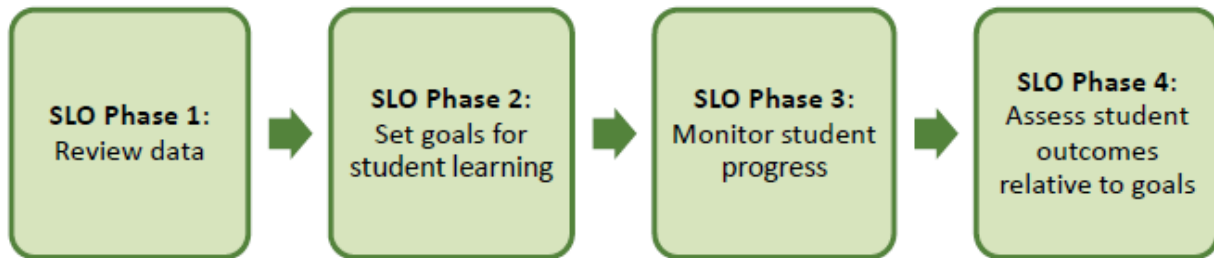 SLO Phase 1:
Review data
SLO Phase 2:
Set goals for
student learning
SLO Phase 3:
Monitor student
progress
SLO Phase 4:
Assess student
outcomes
relative to goals